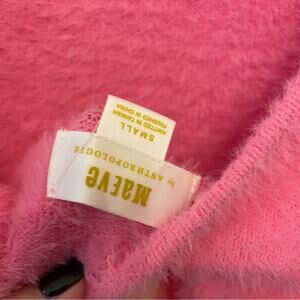 MAEVE
by ANTHROPOLOGIE
SMALL
KNITTED IN TAIWAN
FINISHED IN CHINA